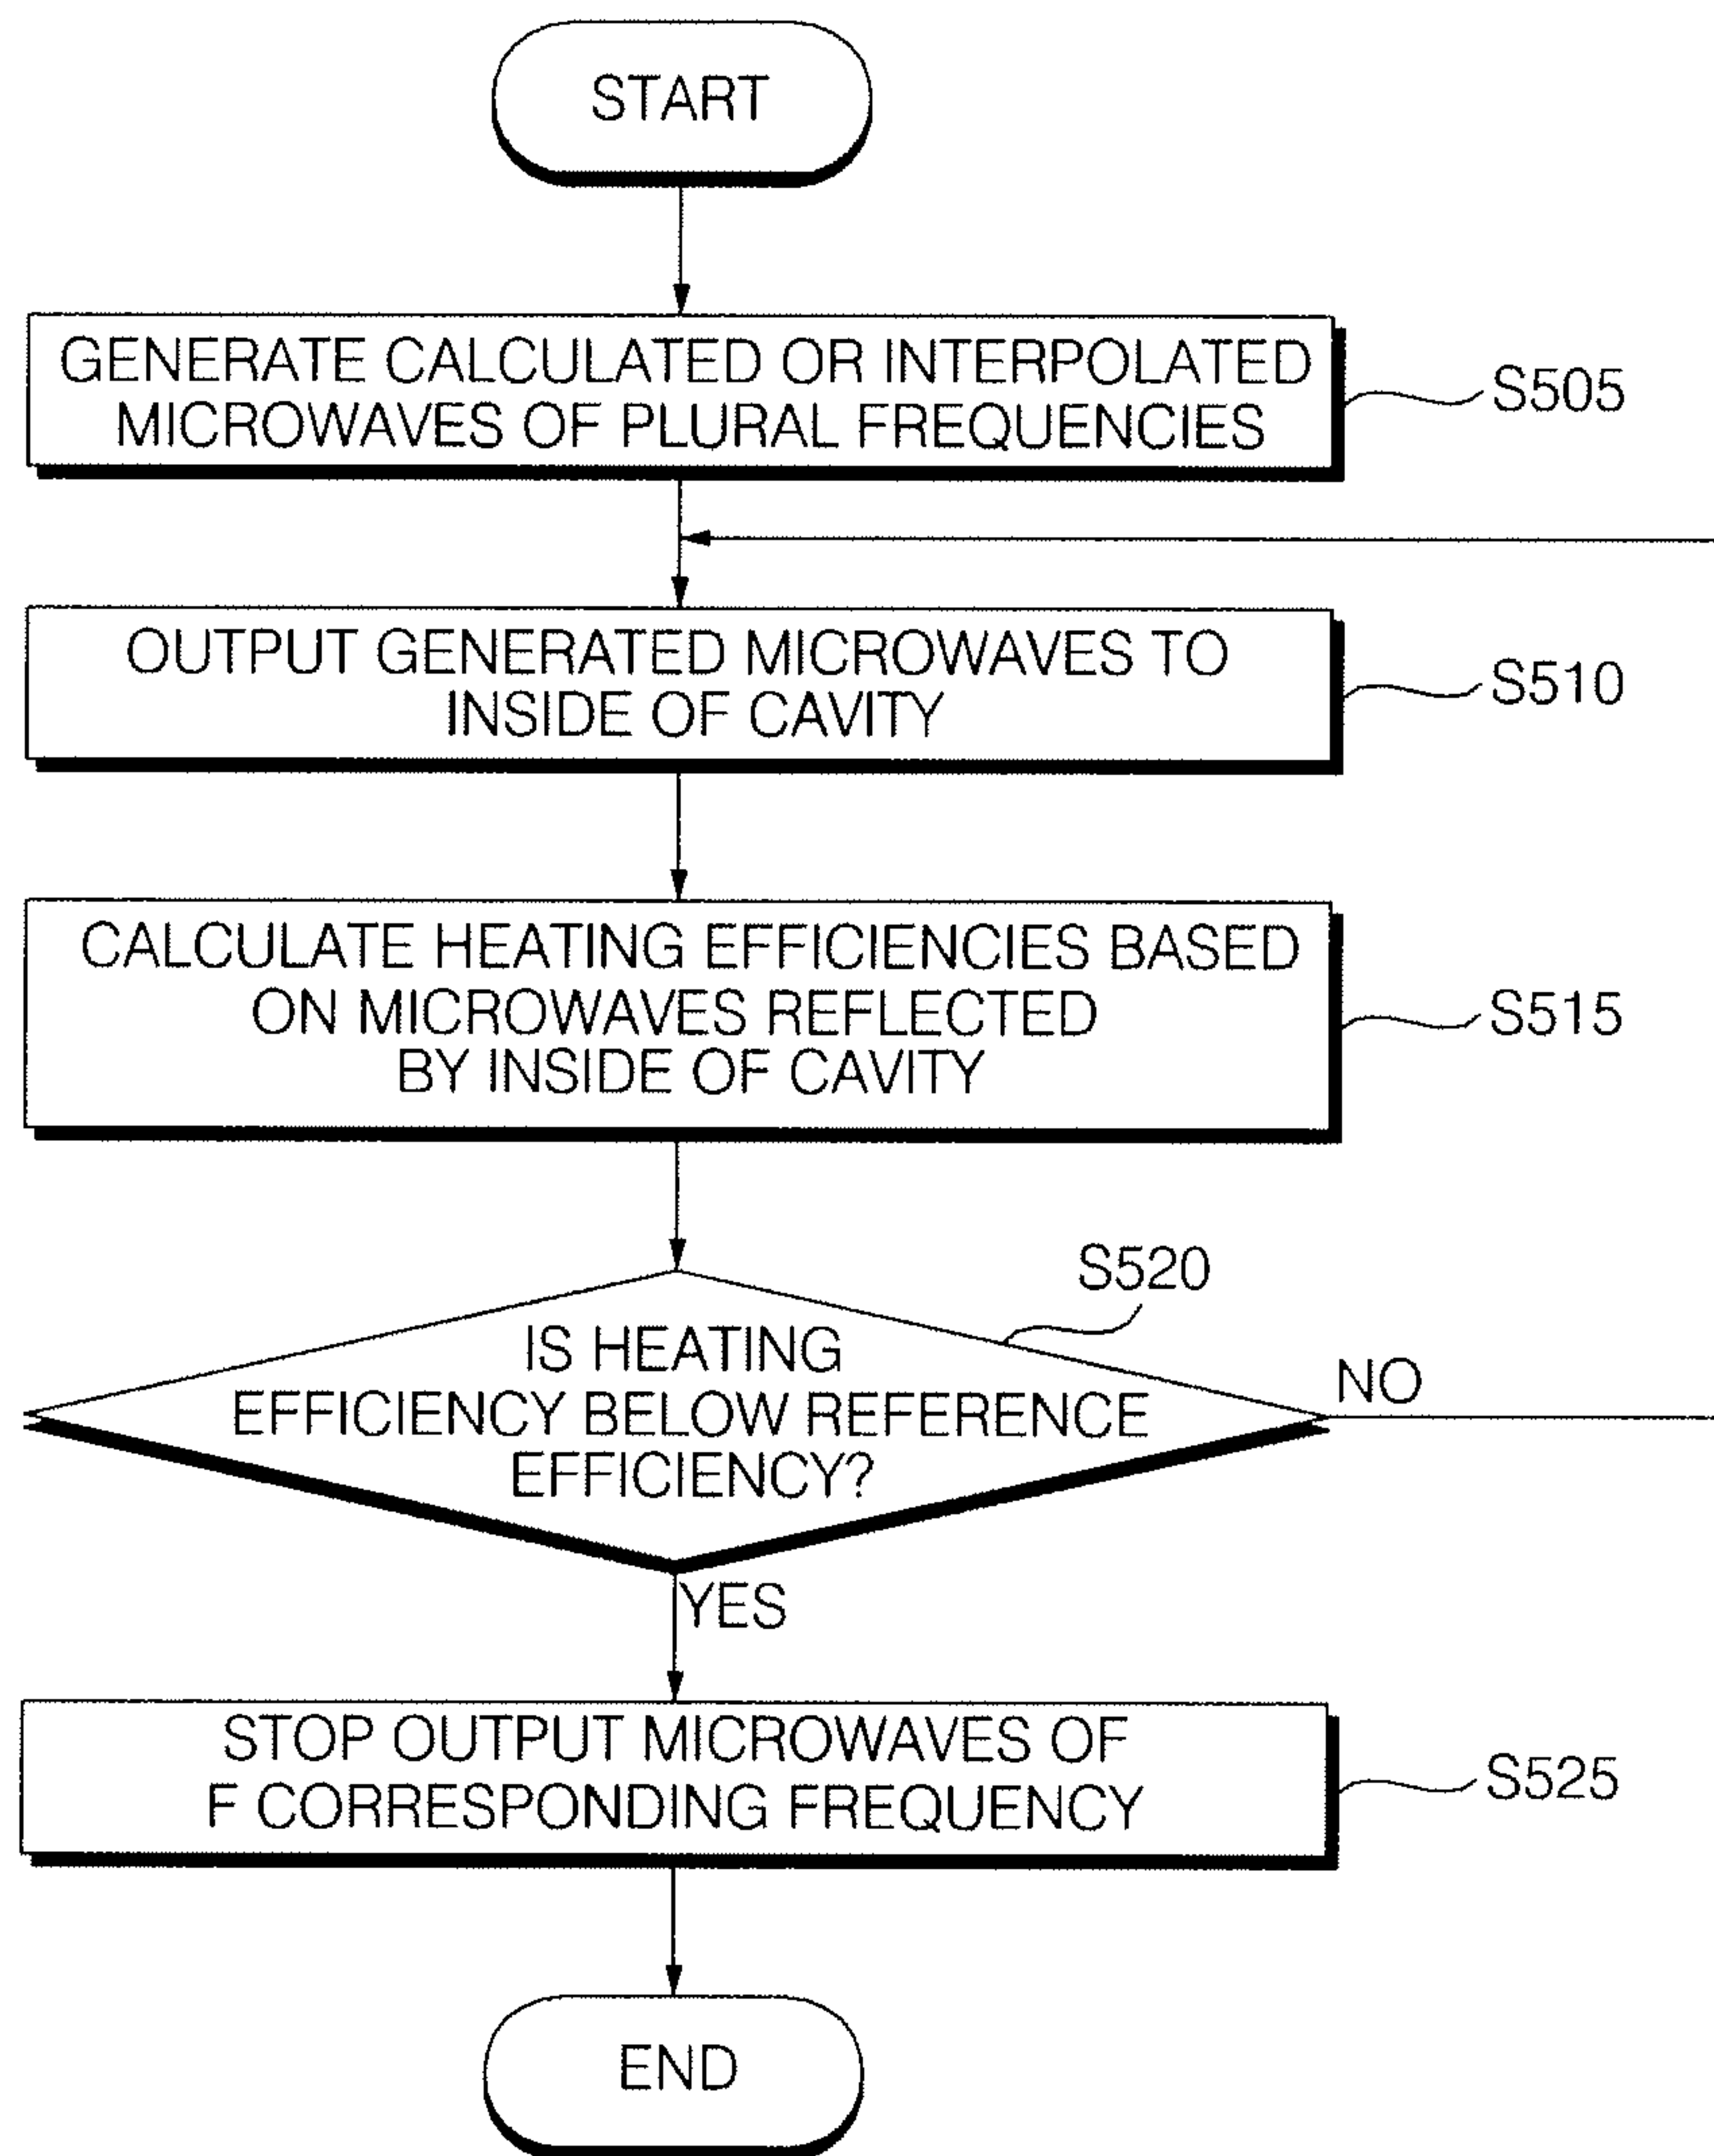 START
GENERATE CALCULATED OR INTERPOLATED
MICROWAVES OF PLURAL FREQUENCIES
S505
OUTPUT GENERATED MICROWAVES TO
INSIDE OF CAVITY
S510
CALCULATE HEATING EFFICIENCIES BASED
ON MICROWAVES REFLECTED
BY INSIDE OF CAVITY
S515
S520
IS HEATING
EFFICIENCY BELOW REFERENCE
EFFICIENCY?
NO
YES
STOP OUTPUT MICROWAVES OF
F CORRESPONDING FREQUENCY
S525
END